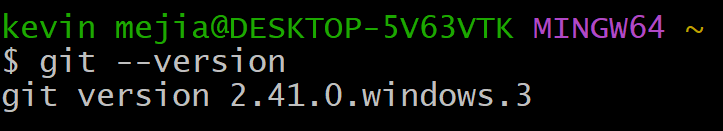 kevin mejia@DESKTOP-5V63VTK MINGW64 ~
$ git --version
git version 2.41.0.windows.3